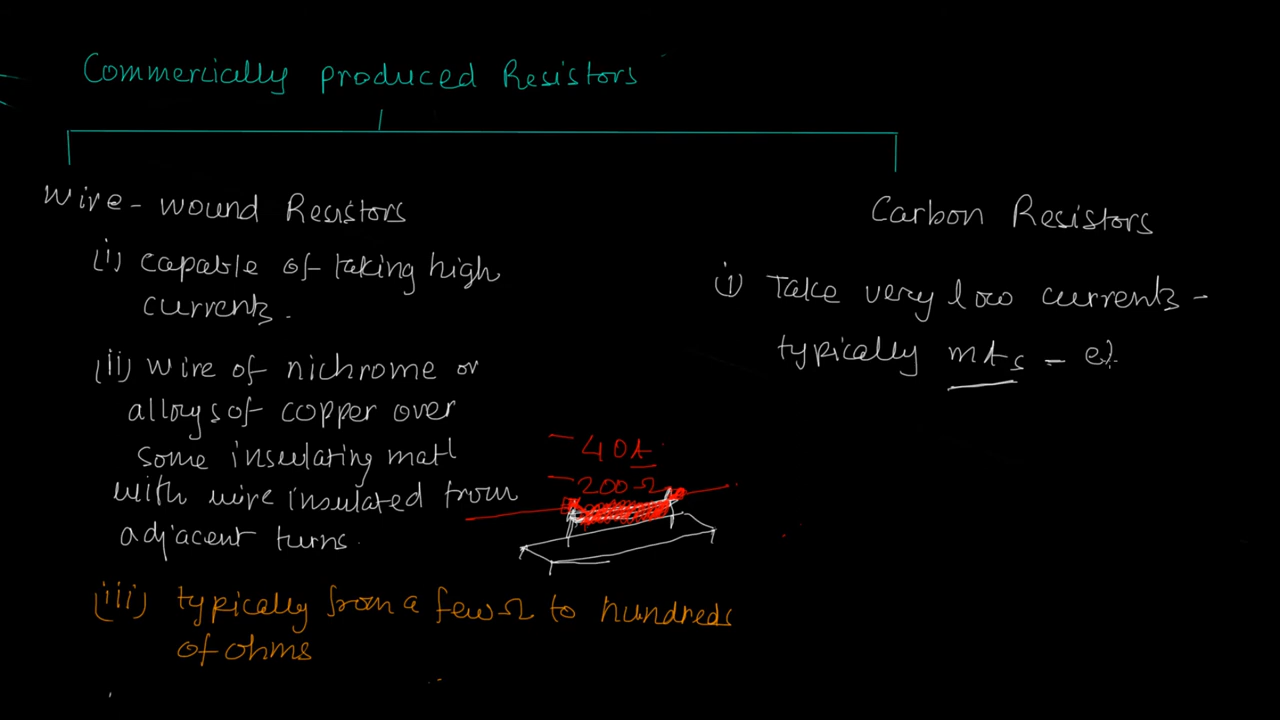 Commercially produced Resistors
Wire-wound Resistors
(i) capable of taking high
currents.
(ii) wire of nichrome or
alloys of copper over
some insulating matl
with wire insulated from
adjacent turns.
(iii) typically from a few Ω to hundreds
of ohms
40A
200Ω
Carbon Resistors
(i) Take very low currents -
typically mAs -